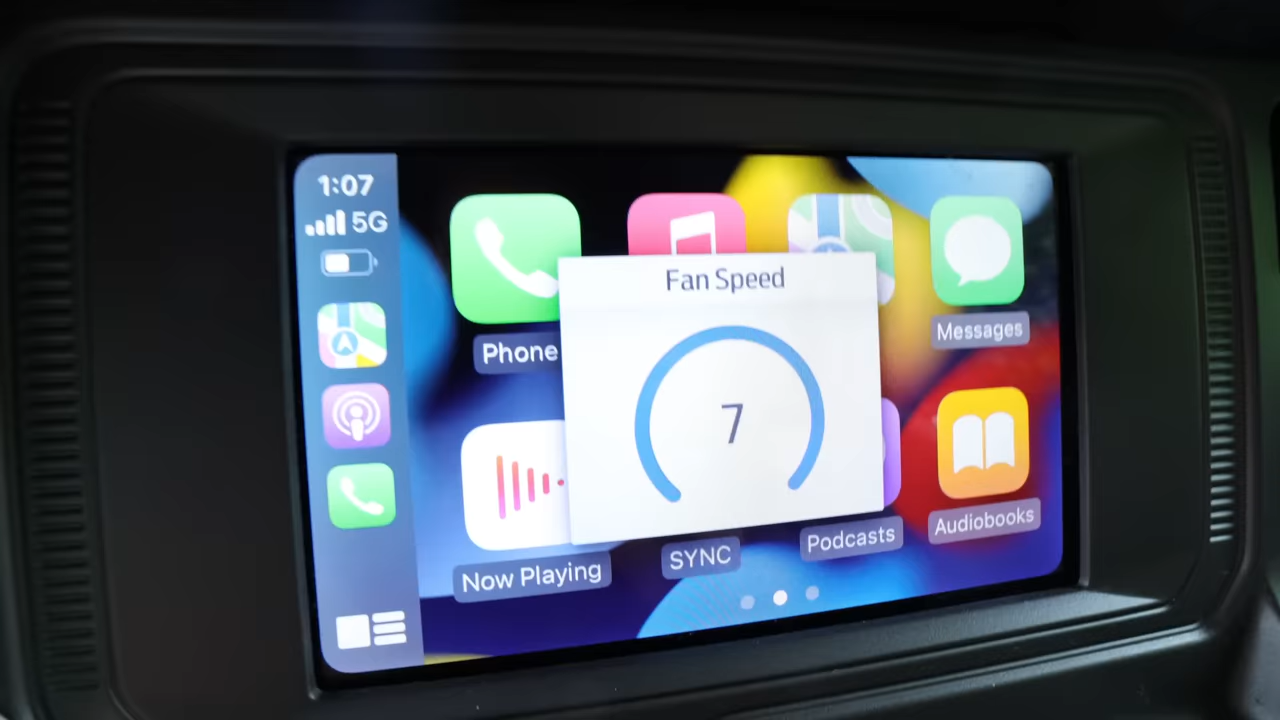 1:07
5G
Fan Speed
7
Phone
Messages
Now Playing
SYNC
Podcasts
Audiobooks